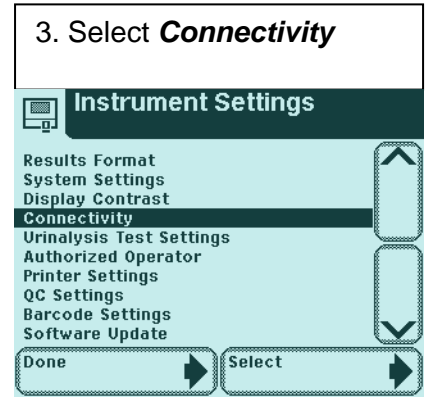 3. Select Connectivity
Instrument Settings
Results Format
System Settings
Display Contrast
Connectivity
Urinalysis Test Settings
Authorized Operator
Printer Settings
QC Settings
Barcode Settings
Software Update
Done
Select